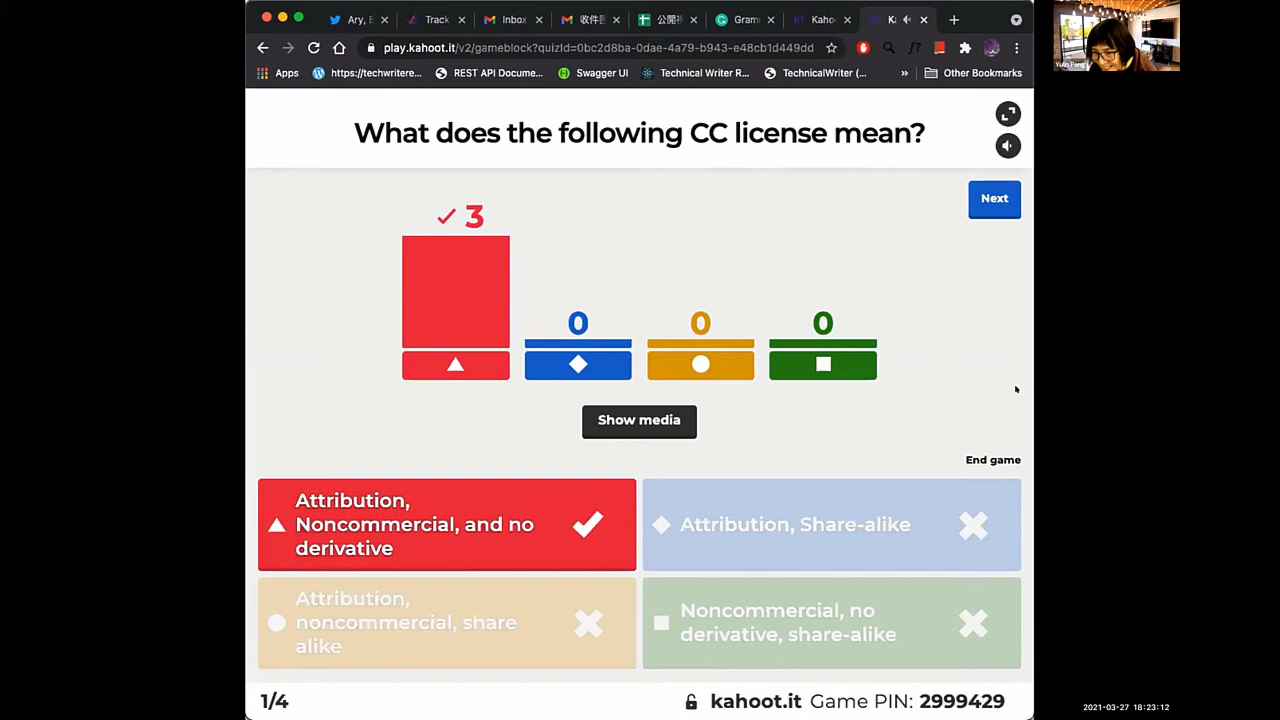 Ary, E
Track
Inbox
收件匣
公開視
Gram
Kaho
Ka
play.kahoot.it/v2/gameblock?quizId=0bc2d8ba-0dae-4a79-b943-e48cb1d449dd
Apps
https://techwritere...
REST API Docume...
Swagger UI
Technical Writer R...
TechnicalWriter (...
»
Other Bookmarks
What does the following CC license mean?
Next
3
0
0
0
Show media
End game
Attribution,
Noncommercial, and no
derivative
Attribution, Share-alike
Attribution,
noncommercial, share
alike
Noncommercial, no
derivative, share-alike
1/4
kahoot.it Game PIN: 2999429
2021-03-27 18:23:12